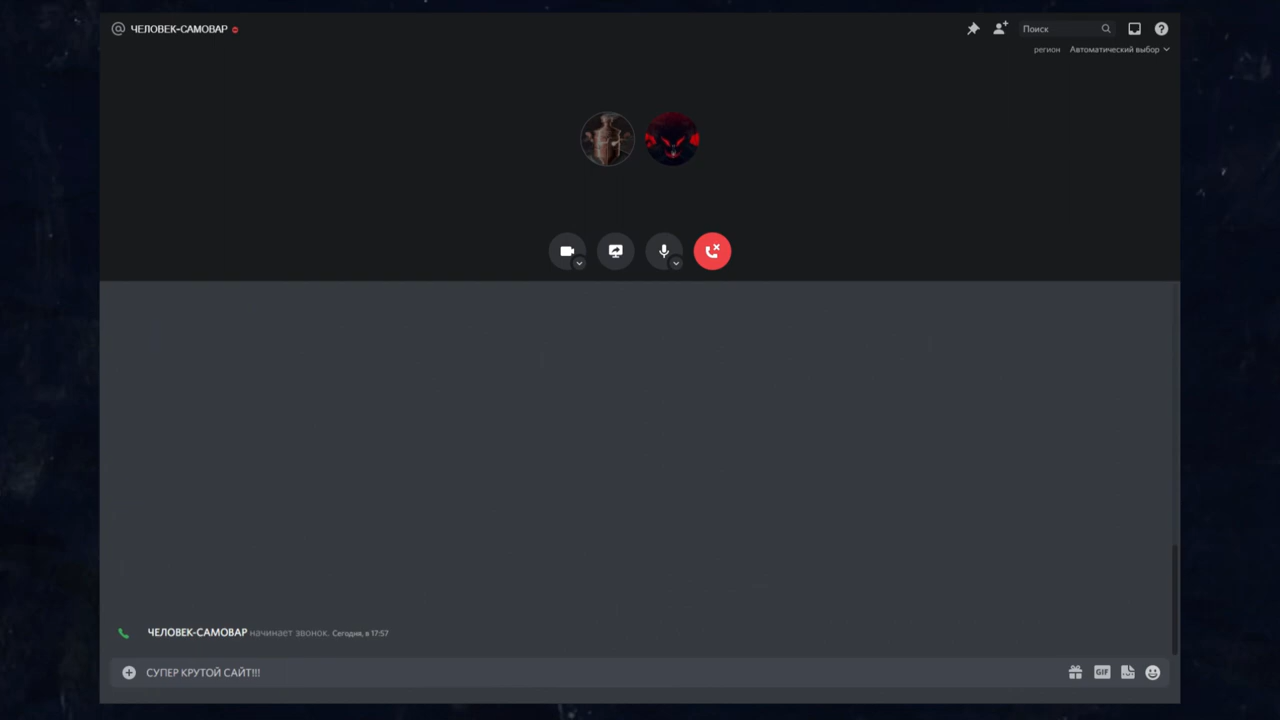 ЧЕЛОВЕК-САМОВАР
Поиск
регион Автоматический выбор
ЧЕЛОВЕК-САМОВАР начинает звонок. Сегодня, в 17:57
СУПЕР КРУТОЙ САЙТ!!!
GIF